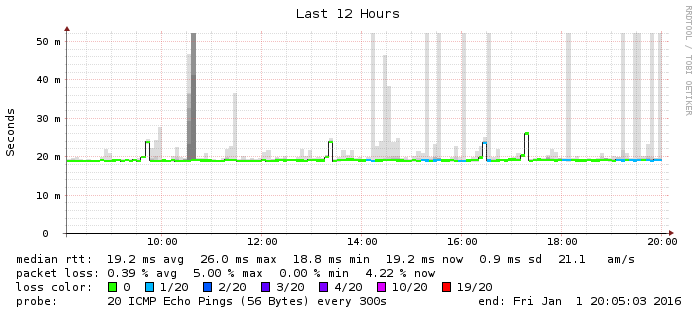 Last 12 Hours
RRDTOOL / TOBI OETIKER
Seconds
50 m
40 m
30 m
20 m
10 m
0
10:00 12:00 14:00 16:00 18:00 20:00
median rtt: 19.2 ms avg 26.0 ms max 18.8 ms min 19.2 ms now 0.9 ms sd 21.1 am/s
packet loss: 0.39 % avg 5.00 % max 0.00 % min 4.22 % now
loss color: 0 1/20 2/20 3/20 4/20 10/20 19/20
probe: 20 ICMP Echo Pings (56 Bytes) every 300s end: Fri Jan 1 20:05:03 2016